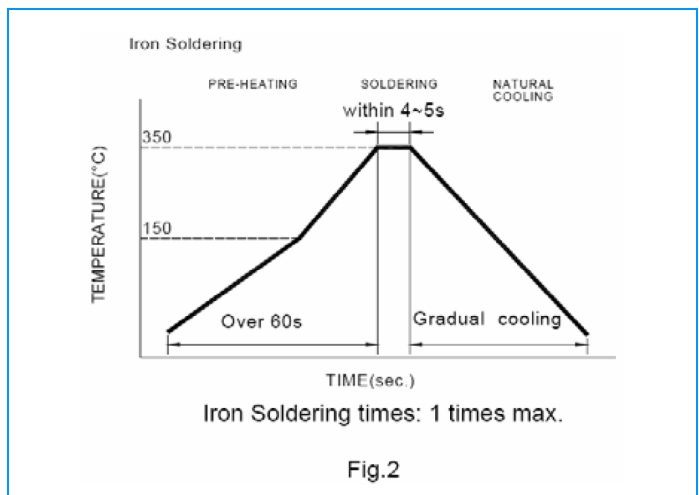 Iron Soldering
PRE-HEATING
SOLDERING
NATURAL
COOLING
within 4~5s
350
150
TEMPERATURE(°C)
Over 60s
Gradual cooling
TIME(sec.)
Iron Soldering times: 1 times max.
Fig.2